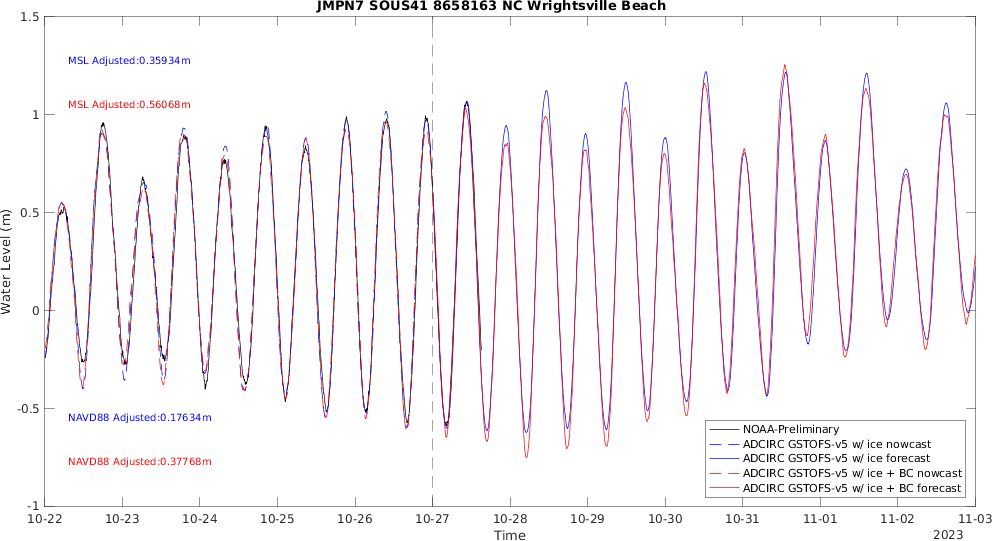 JMPN7 SOUS41 8658163 NC Wrightsville Beach
MSL Adjusted:0.35934m
MSL Adjusted:0.56068m
NAVD88 Adjusted:0.17634m
NAVD88 Adjusted:0.37768m
Water Level (m)
1.5
1
0.5
0
-0.5
-1
NOAA-Preliminary
ADCIRC GSTOFS-v5 w/ ice nowcast
ADCIRC GSTOFS-v5 w/ ice forecast
ADCIRC GSTOFS-v5 w/ ice + BC nowcast
ADCIRC GSTOFS-v5 w/ ice + BC forecast
10-22 10-23 10-24 10-25 10-26 10-27 10-28 10-29 10-30 10-31 11-01 11-02 11-03
Time
2023